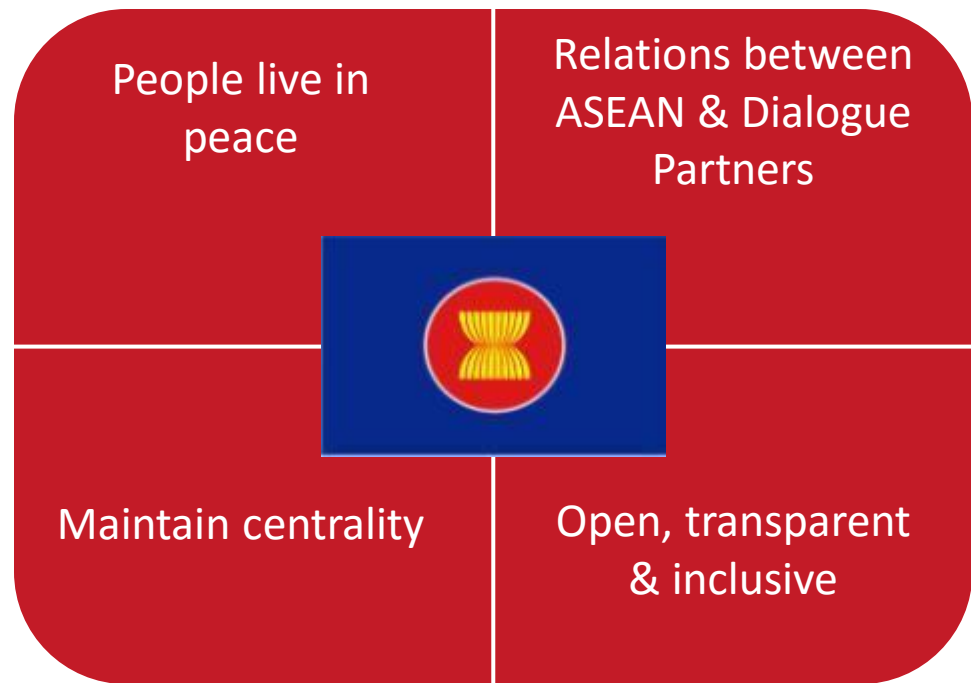 People live in
peace
Relations between
ASEAN & Dialogue
Partners
Maintain centrality
Open, transparent
& inclusive